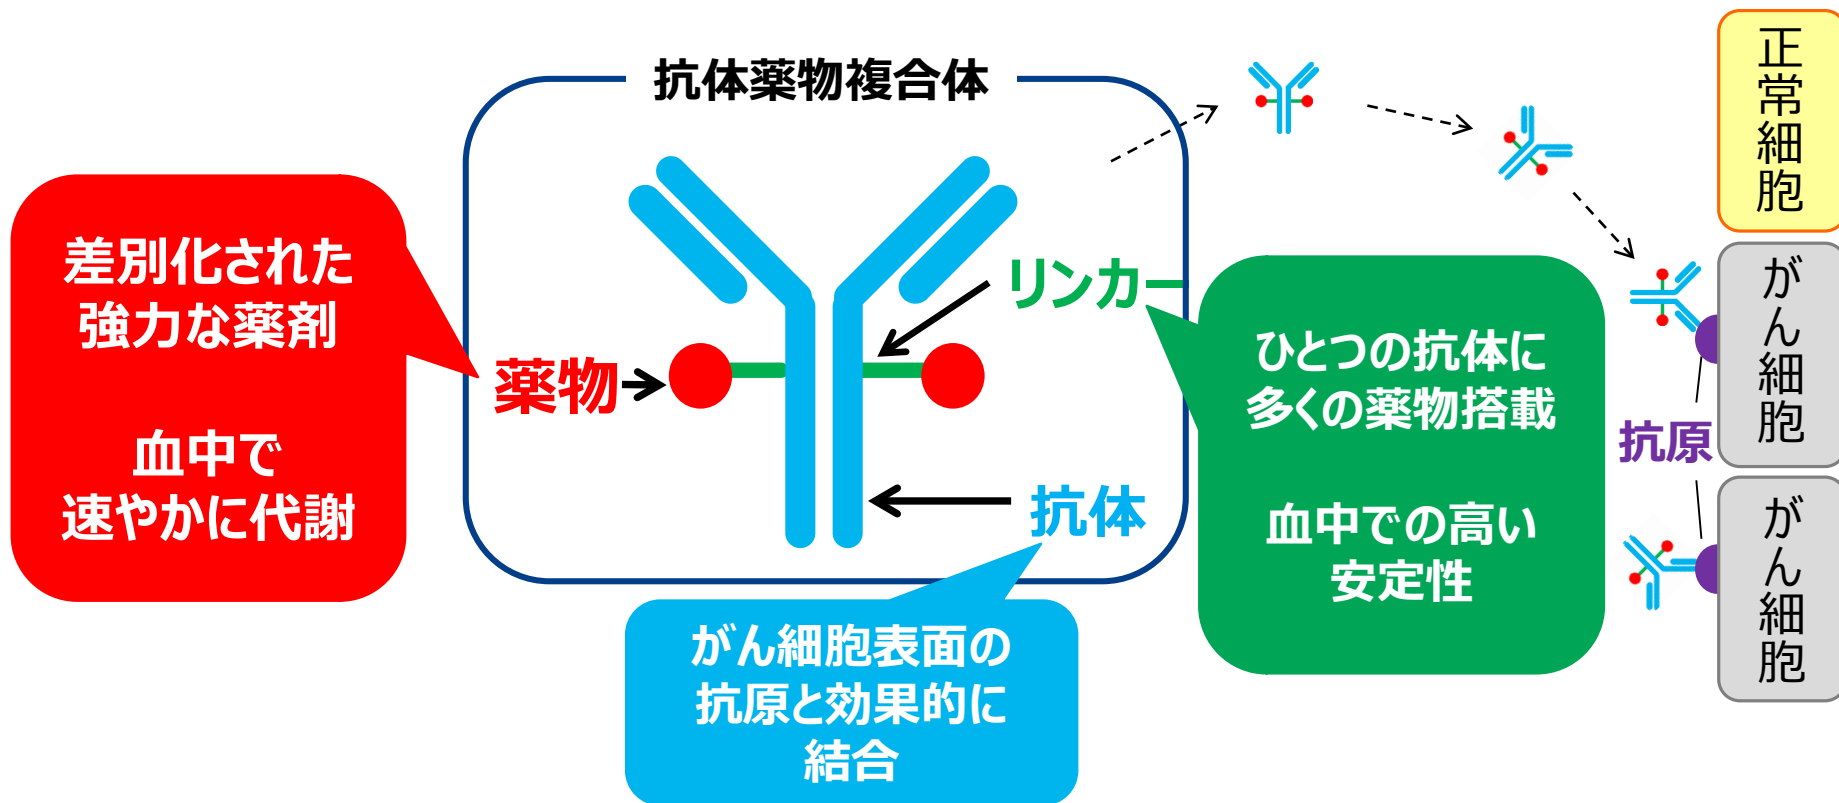 抗体薬物複合体
差別化された
強力な薬剤
血中で
速やかに代謝
薬物
リンカー
抗体
がん細胞表面の
抗原と効果的に
結合
ひとつの抗体に
多くの薬物搭載
血中での高い
安定性
正常細胞
がん細胞
抗原
がん細胞